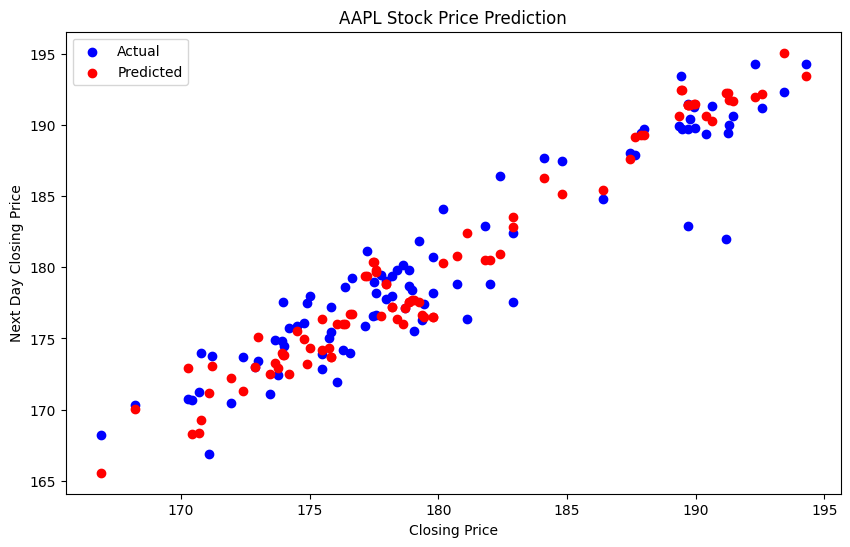 AAPL Stock Price Prediction
Actual
Predicted
195
190
185
180
175
170
165
Next Day Closing Price
170
175
180
185
190
195
Closing Price